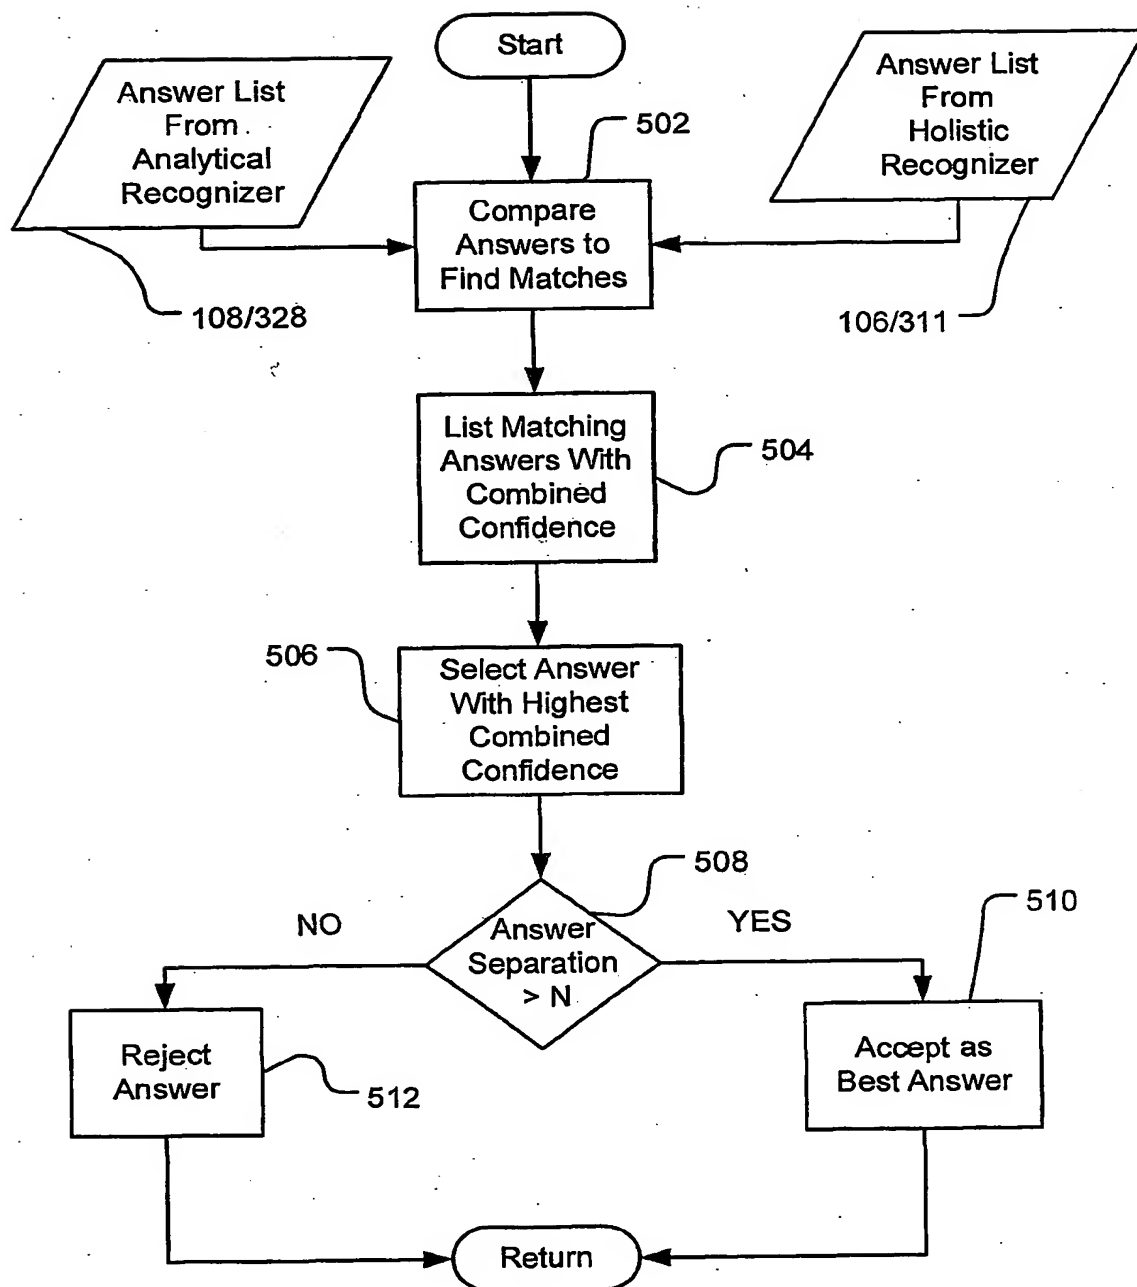 Start
Answer List
From
Analytical
Recognizer
Answer List
From
Holistic
Recognizer
502
Compare
Answers to
Find Matches
108/328
106/311
List Matching
Answers With
Combined
Confidence
504
506
Select Answer
With Highest
Combined
Confidence
508
NO
Answer
Separation
> N
YES
510
Reject
Answer
512
Accept as
Best Answer
Return